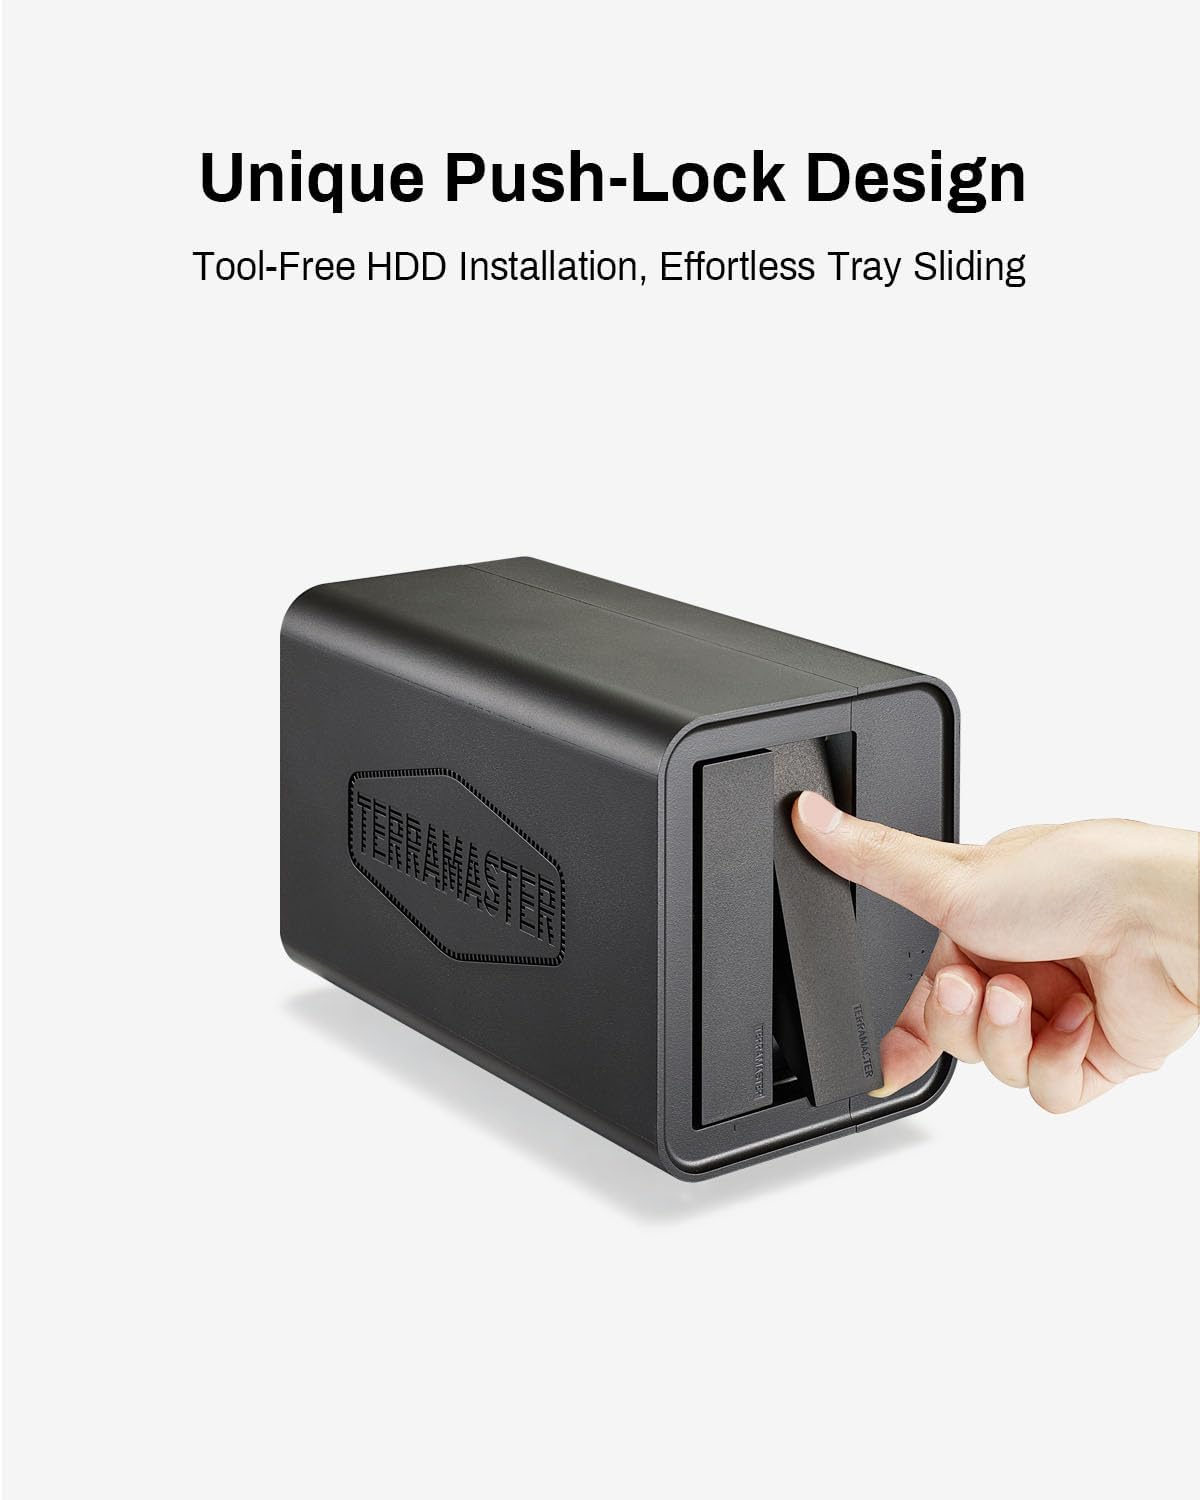 Unique Push-Lock Design
Tool-Free HDD Installation, Effortless Tray Sliding
TERRAMASTER
TERRAMASTER
TERRAMASTER